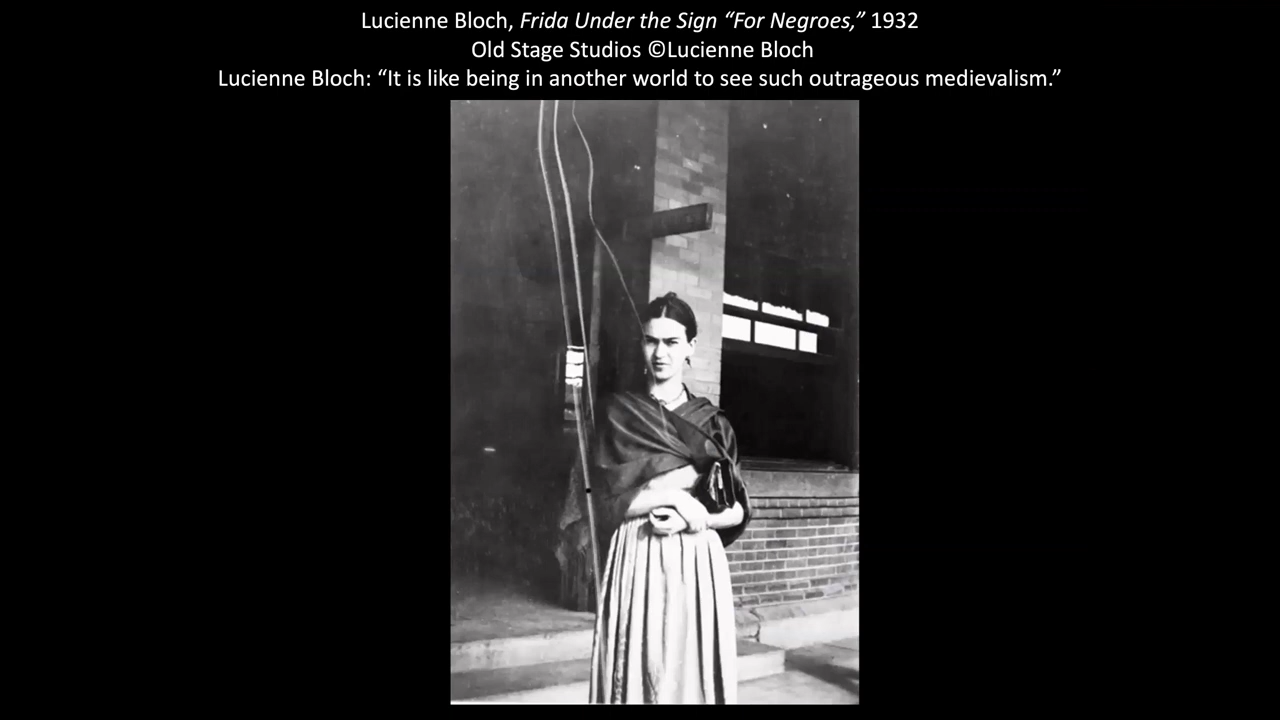 Lucienne Bloch, Frida Under the Sign “For Negroes,” 1932
Old Stage Studios ©Lucienne Bloch
Lucienne Bloch: “It is like being in another world to see such outrageous medievalism.”